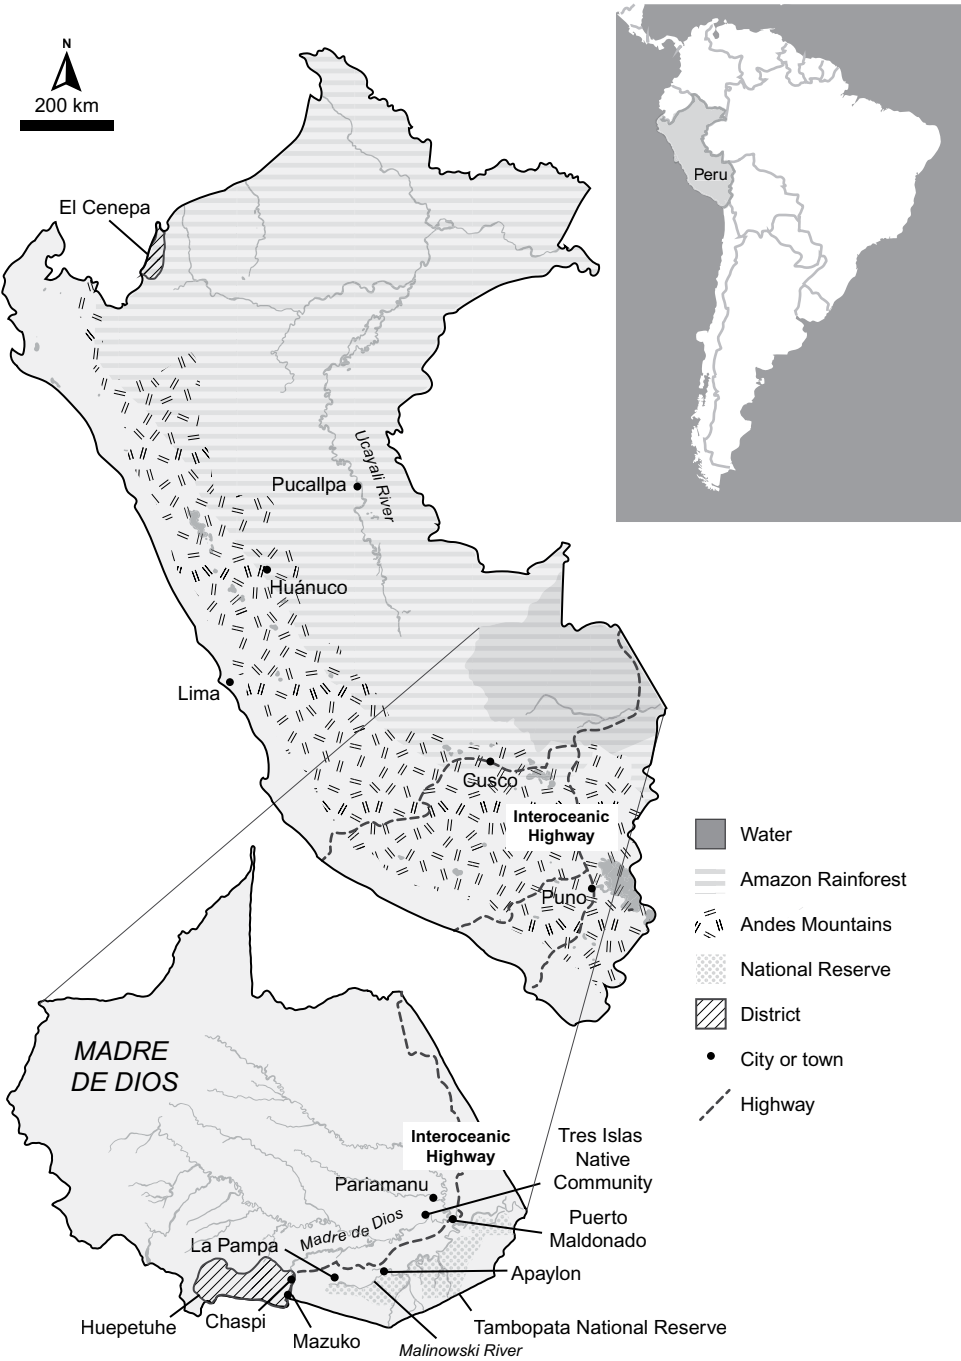 N
200 km
Peru
El Cenepa
Ucayali River
Pucallpa
Huánuco
Lima
Cusco
Interoceanic
Highway
Puno
Water
Amazon Rainforest
Andes Mountains
National Reserve
District
City or town
Highway
MADRE
DE DIOS
Interoceanic
Highway
Tres Islas
Native
Community
Pariamanu
Madre de Dios
Puerto
Maldonado
La Pampa
Apaylon
Huepetuhe
Chaspi
Mazuko
Tambopata National Reserve
Malinowski River